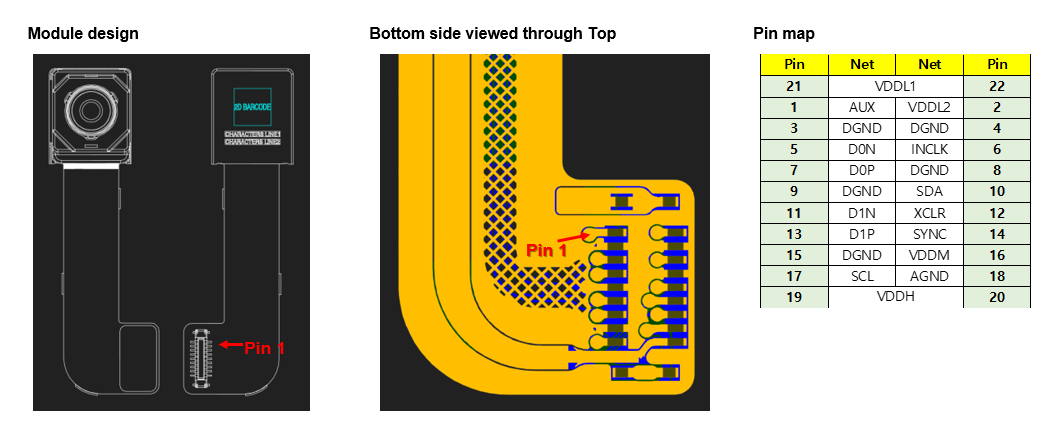 Module design
Bottom side viewed through Top
Pin map
2D BARCODE
CHARACTERS LINE1
CHARACTERS LINE2
Pin 1
Pin 1
Pin Net Net Pin
21 VDDL1 22
1 AUX VDDL2 2
3 DGND DGND 4
5 D0N INCLK 6
7 D0P DGND 8
9 DGND SDA 10
11 D1N XCLR 12
13 D1P SYNC 14
15 DGND VDDM 16
17 SCL AGND 18
19 VDDH 20